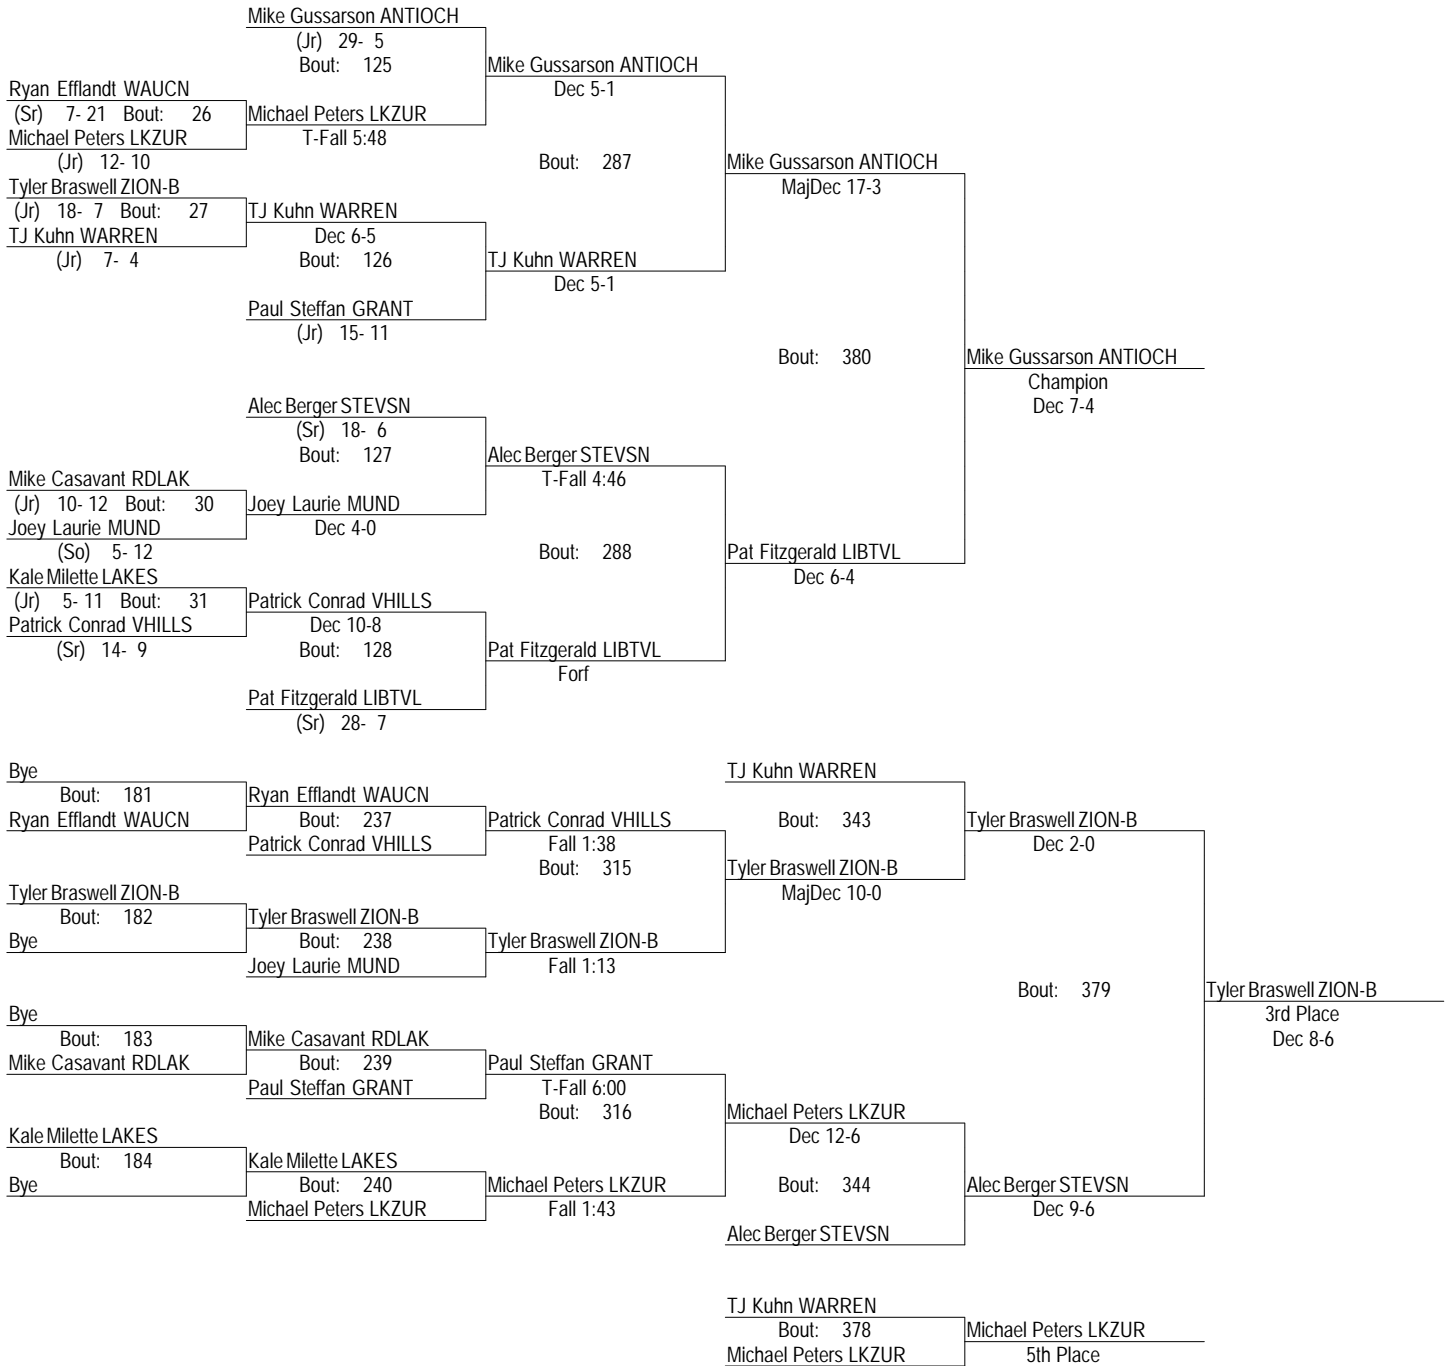 Mike Gussarson ANTIOCH
(Jr) 29- 5
Bout: 125
Mike Gussarson ANTIOCH
Dec 5-1
Ryan Efflandt WAUCN
(Sr) 7- 21 Bout: 26
Michael Peters LKZUR
T-Fall 5:48
Michael Peters LKZUR
(Jr) 12- 10
Bout: 287
Mike Gussarson ANTIOCH
MajDec 17-3
Tyler Braswell ZION-B
(Jr) 18- 7 Bout: 27
TJ Kuhn WARREN
Dec 6-5
TJ Kuhn WARREN
(Jr) 7- 4
Bout: 126
TJ Kuhn WARREN
Dec 5-1
Paul Steffan GRANT
(Jr) 15- 11
Bout: 380
Mike Gussarson ANTIOCH
Champion
Dec 7-4
Alec Berger STEVSN
(Sr) 18- 6
Bout: 127
Alec Berger STEVSN
T-Fall 4:46
Mike Casavant RDLAK
(Jr) 10- 12 Bout: 30
Joey Laurie MUND
Dec 4-0
Joey Laurie MUND
(So) 5- 12
Bout: 288
Pat Fitzgerald LIBTVL
Dec 6-4
Kale Milette LAKES
(Jr) 5- 11 Bout: 31
Patrick Conrad VHILLS
Dec 10-8
Patrick Conrad VHILLS
(Sr) 14- 9
Bout: 128
Pat Fitzgerald LIBTVL
Forf
Pat Fitzgerald LIBTVL
(Sr) 28- 7
Bye
Bout: 181
Ryan Efflandt WAUCN
Ryan Efflandt WAUCN
Bout: 237
Patrick Conrad VHILLS
Patrick Conrad VHILLS
Fall 1:38
Bout: 315
TJ Kuhn WARREN
Bout: 343
Tyler Braswell ZION-B
Dec 2-0
Tyler Braswell ZION-B
MajDec 10-0
Tyler Braswell ZION-B
Bout: 182
Bye
Tyler Braswell ZION-B
Bout: 238
Joey Laurie MUND
Tyler Braswell ZION-B
Fall 1:13
Bout: 379
Tyler Braswell ZION-B
3rd Place
Dec 8-6
Bye
Bout: 183
Mike Casavant RDLAK
Mike Casavant RDLAK
Bout: 239
Paul Steffan GRANT
Paul Steffan GRANT
T-Fall 6:00
Bout: 316
Michael Peters LKZUR
Dec 12-6
Kale Milette LAKES
Bout: 184
Bye
Kale Milette LAKES
Bout: 240
Michael Peters LKZUR
Michael Peters LKZUR
Fall 1:43
Bout: 344
Alec Berger STEVSN
Dec 9-6
Alec Berger STEVSN
TJ Kuhn WARREN
Bout: 378
Michael Peters LKZUR
Michael Peters LKZUR
5th Place